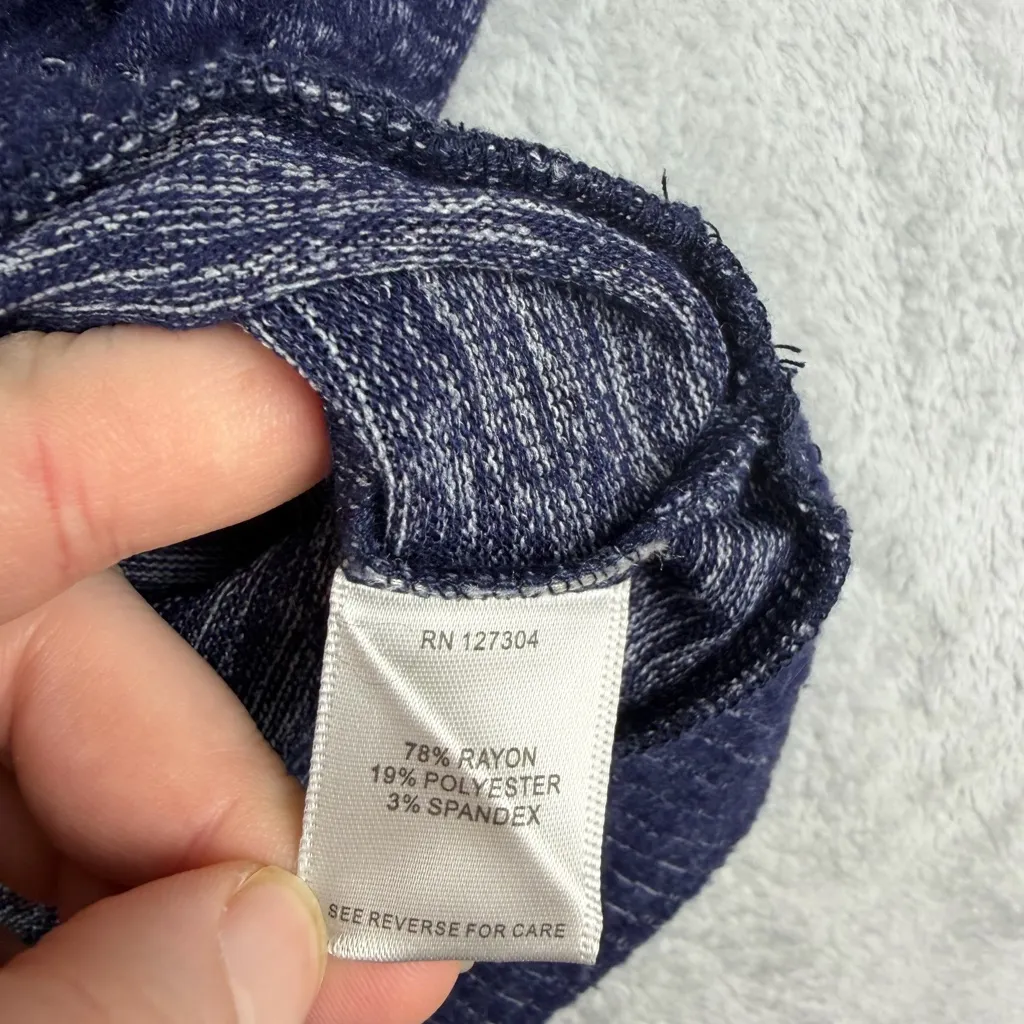 RN 127304
78% RAYON
19% POLYESTER
3% SPANDEX
SEE REVERSE FOR CARE